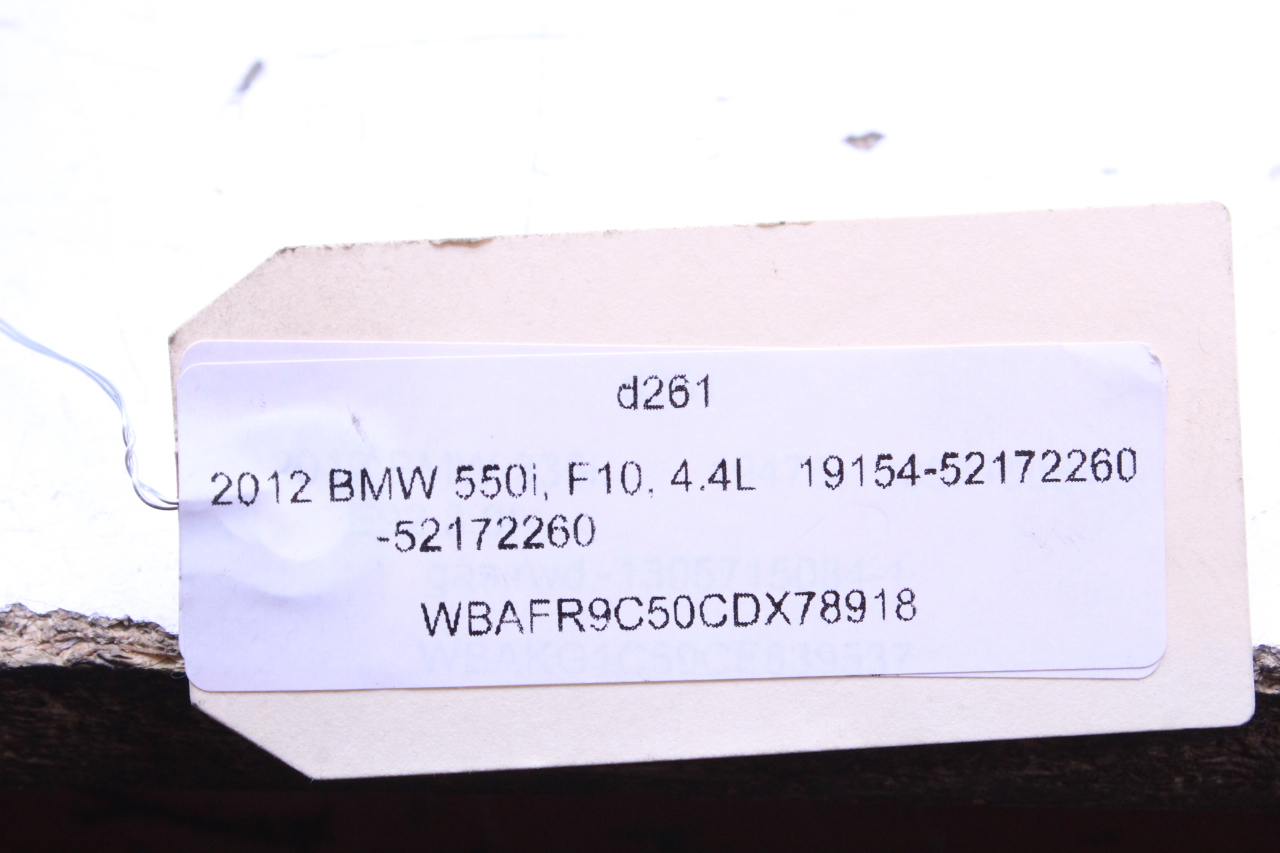 d261
2012 BMW 550i, F10, 4.4L 19154-52172260
-52172260
WBAFR9C50CDX78918